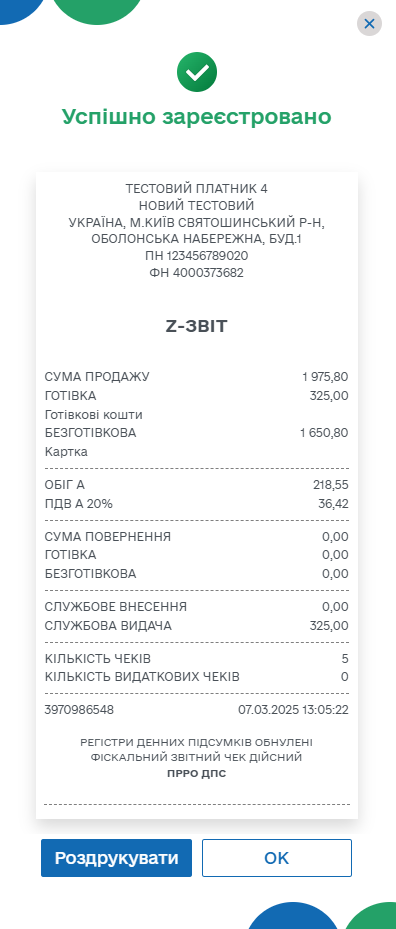 Успішно зареєстровано
ТЕСТОВИЙ ПЛАТНИК 4
НОВИЙ ТЕСТОВИЙ
УКРАЇНА, М.КИЇВ СВЯТОШИНСЬКИЙ Р-Н,
ОБОЛОНСЬКА НАБЕРЕЖНА, БУД.1
ПН 123456789020
ФН 4000373682
Z-ЗВІТ
СУМА ПРОДАЖУ 1 975,80
ГОТІВКА 325,00
Готівкові кошти
БЕЗГОТІВКОВА 1 650,80
Картка
ОБІГ А 218,55
ПДВ А 20% 36,42
СУМА ПОВЕРНЕННЯ 0,00
ГОТІВКА 0,00
БЕЗГОТІВКОВА 0,00
СЛУЖБОВЕ ВНЕСЕННЯ 0,00
СЛУЖБОВА ВИДАЧА 325,00
КІЛЬКІСТЬ ЧЕКІВ 5
КІЛЬКІСТЬ ВИДАТКОВИХ ЧЕКІВ 0
3970986548 07.03.2025 13:05:22
РЕГІСТРИ ДЕННИХ ПІДСУМКІВ ОБНУЛЕНІ
ФІСКАЛЬНИЙ ЗВІТНИЙ ЧЕК ДІЙСНИЙ
ПРРО ДПС
Роздрукувати OK